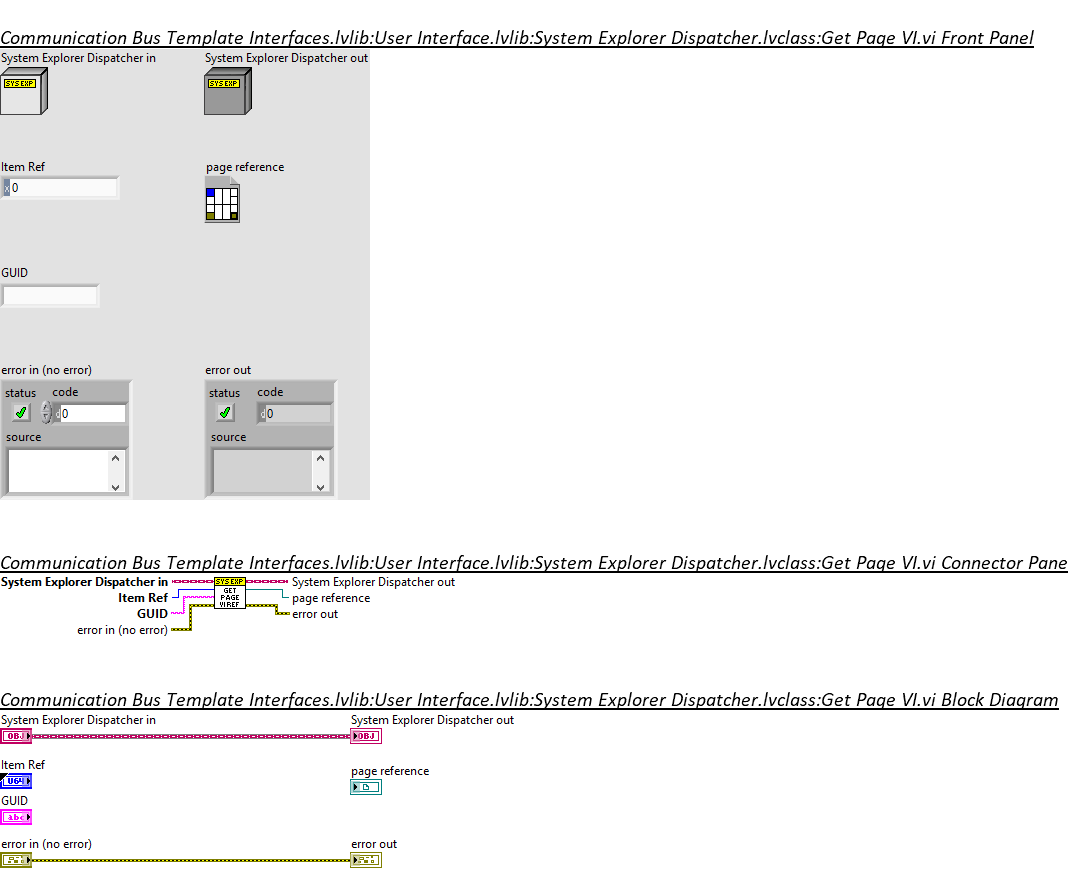 Communication Bus Template Interfaces.lvlib:User Interface.lvlib:System Explorer Dispatcher.lvclass:Get Page VI.vi Front Panel
System Explorer Dispatcher in
System Explorer Dispatcher out
SYS EXP
SYS EXP
Item Ref
page reference
x 0
GUID
error in (no error)
error out
status code
status code
d 0
d 0
source
source
Communication Bus Template Interfaces.lvlib:User Interface.lvlib:System Explorer Dispatcher.lvclass:Get Page VI.vi Connector Pane
System Explorer Dispatcher in
Item Ref
GUID
error in (no error)
SYS EXP
GET
PAGE
VI REF
System Explorer Dispatcher out
page reference
error out
Communication Bus Template Interfaces.lvlib:User Interface.lvlib:System Explorer Dispatcher.lvclass:Get Page VI.vi Block Diagram
System Explorer Dispatcher in
System Explorer Dispatcher out
OBJ
OBJ
Item Ref
page reference
U64
GUID
abc
error in (no error)
error out